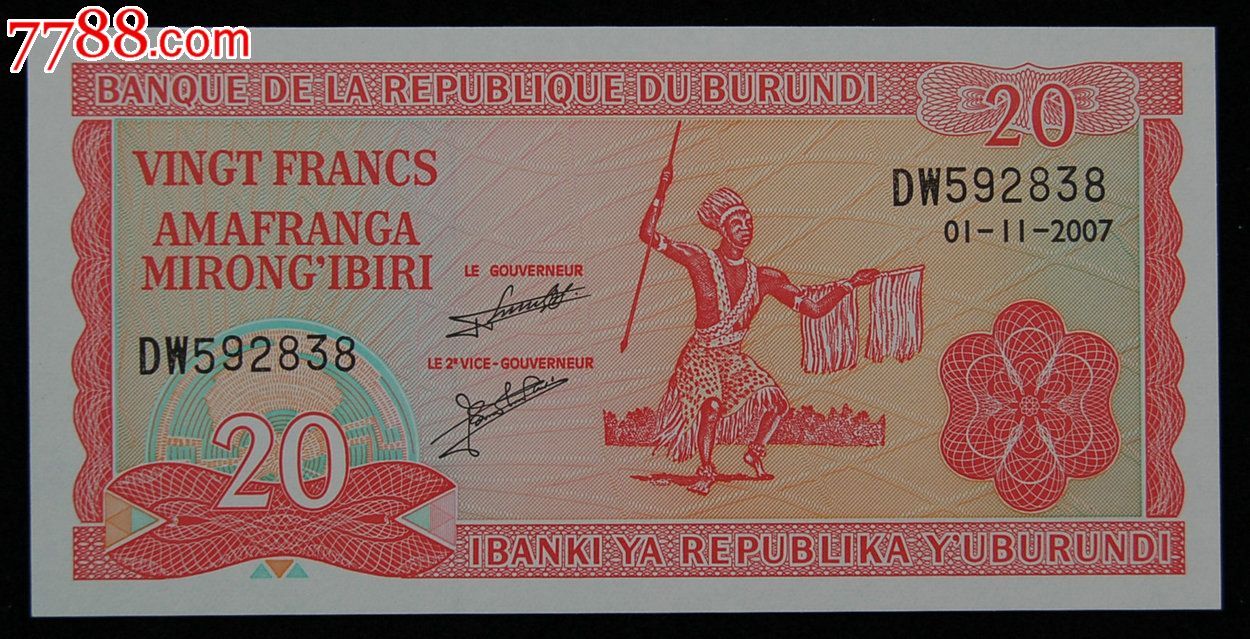 7788.com
BANQUE DE LA REPUBLIQUE DU BURUNDI
20
VINGT FRANCS
AMAFRANGA
MIRONG'IBIRI
DW592838
01-11-2007
LE GOUVERNEUR
DW592838
LE 2E VICE-GOUVERNEUR
20
IBANKI YA REPUBLIKA Y'UBURUNDI